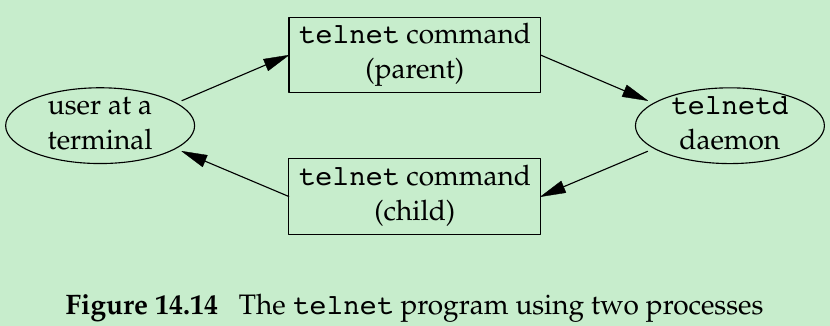 telnet command
(parent)
user at a
terminal
telnetd
daemon
telnet command
(child)
Figure 14.14 The telnet program using two processes